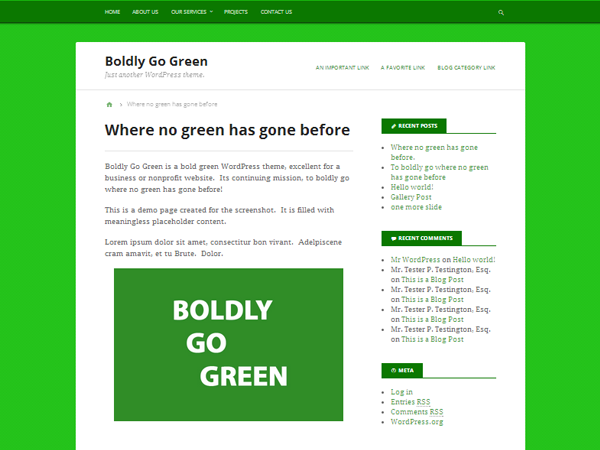 HOME ABOUT US OUR SERVICES PROJECTS CONTACT US
Boldly Go Green
Just another WordPress theme.
AN IMPORTANT LINK A FAVORITE LINK BLOG CATEGORY LINK
Where no green has gone before
Where no green has gone before
Boldly Go Green is a bold green WordPress theme, excellent for a
business or nonprofit website. Its continuing mission, to boldly go
where no green has gone before!
This is a demo page created for the screenshot. It is filled with
meaningless placeholder content.
Lorem ipsum dolor sit amet, consectitur bon vivant. Adelpiscene
cram amavit, et tu Brute. Dolor.
BOLDLY
GO
GREEN
RECENT POSTS
Where no green has gone
before.
To boldly go where no green
has gone before
Hello world!
Gallery Post
one more slide
RECENT COMMENTS
Mr WordPress on Hello world!
Mr. Tester P. Testington, Esq.
on This is a Blog Post
Mr. Tester P. Testington, Esq.
on This is a Blog Post
Mr. Tester P. Testington, Esq.
on This is a Blog Post
Mr. Tester P. Testington, Esq.
on This is a Blog Post
META
Log in
Entries RSS
Comments RSS
WordPress.org